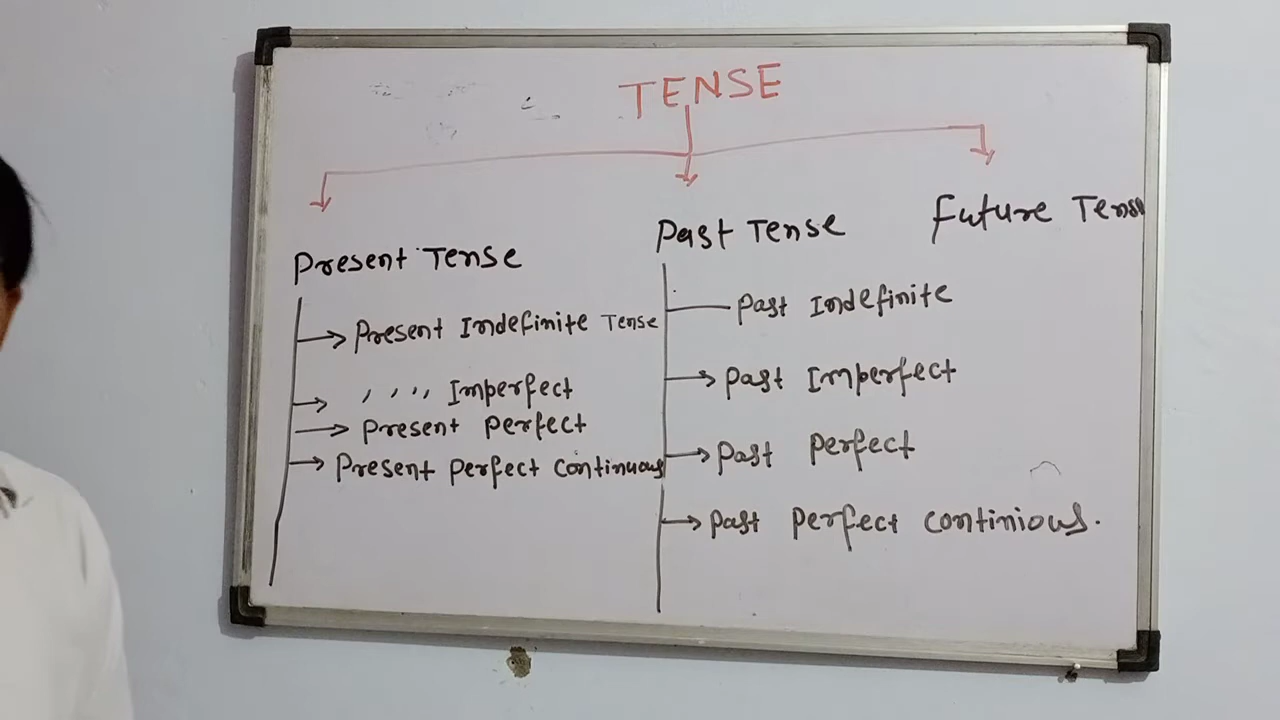 TENSE
Present Tense
Past Tense
Future Tense
Present Indefinite Tense
,,,, Imperfect
Present Perfect
Present Perfect Continuous
Past Indefinite
Past Imperfect
Past Perfect
Past Perfect Continious.